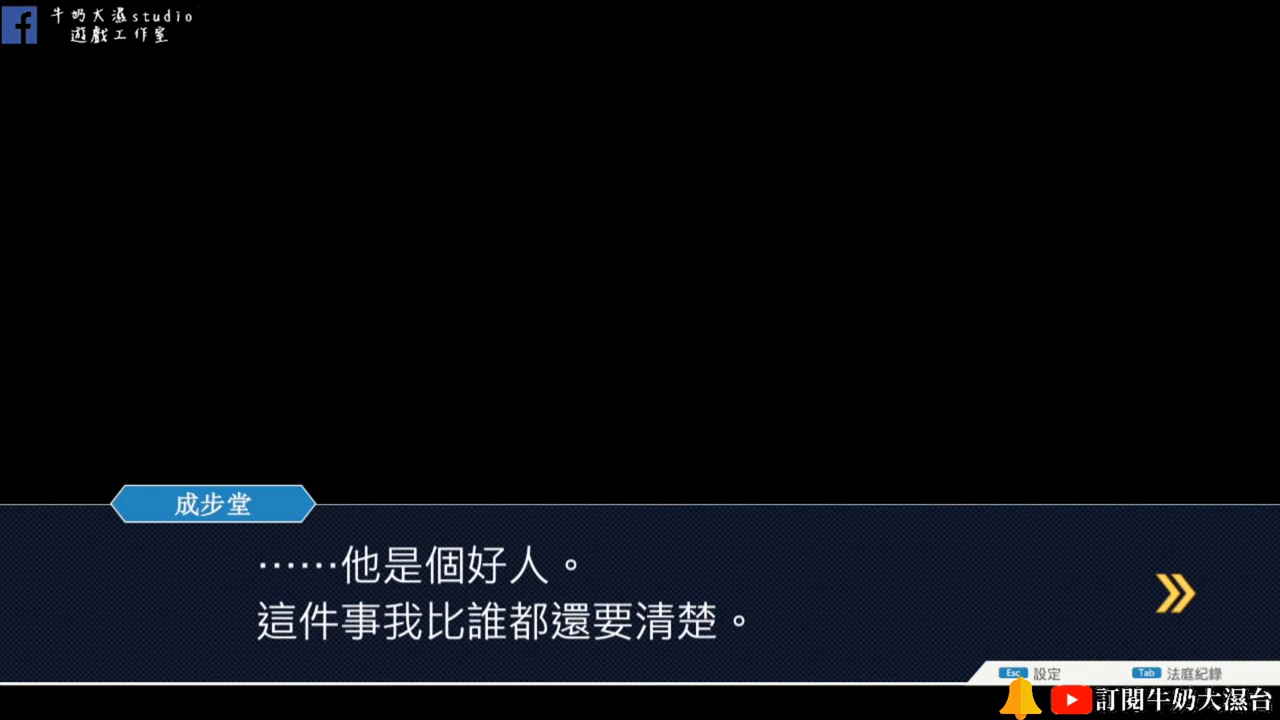 牛奶大濕studio
遊戲工作室
成步堂
……他是個好人。
這件事我比誰都還要清楚。
Esc 設定 Tab 法庭紀錄
訂閱牛奶大濕台